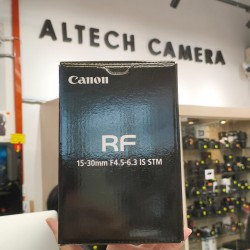 ALTECH CAMERA
Canon
RF
15-30mm F4.5-6.3 IS STM